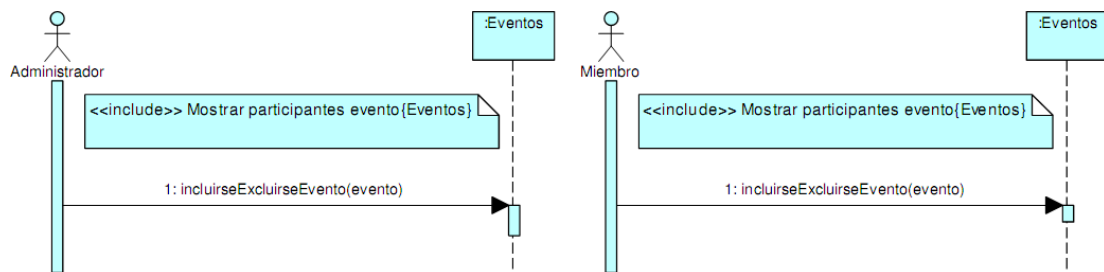 :Eventos
Administrador
<<include>> Mostrar participantes evento{Eventos}
1: incluirseExcluirseEvento(evento)
:Eventos
Miembro
<<include>> Mostrar participantes evento{Eventos}
1: incluirseExcluirseEvento(evento)